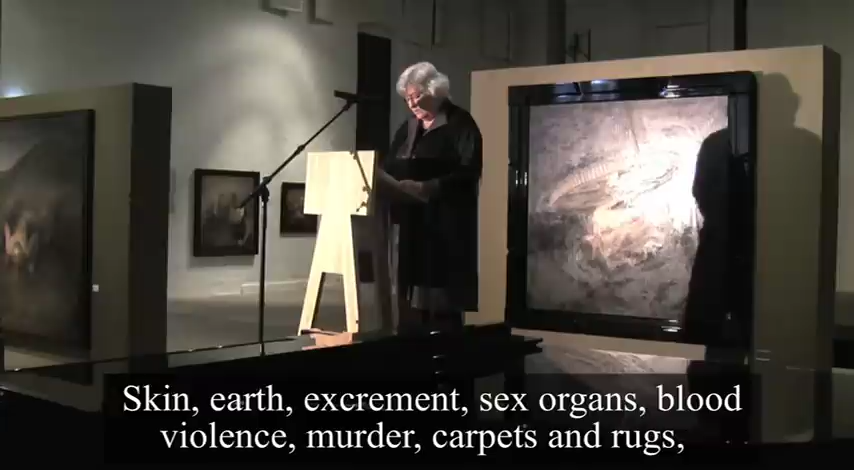 Skin, earth, excrement, sex organs, blood
violence, murder, carpets and rugs,